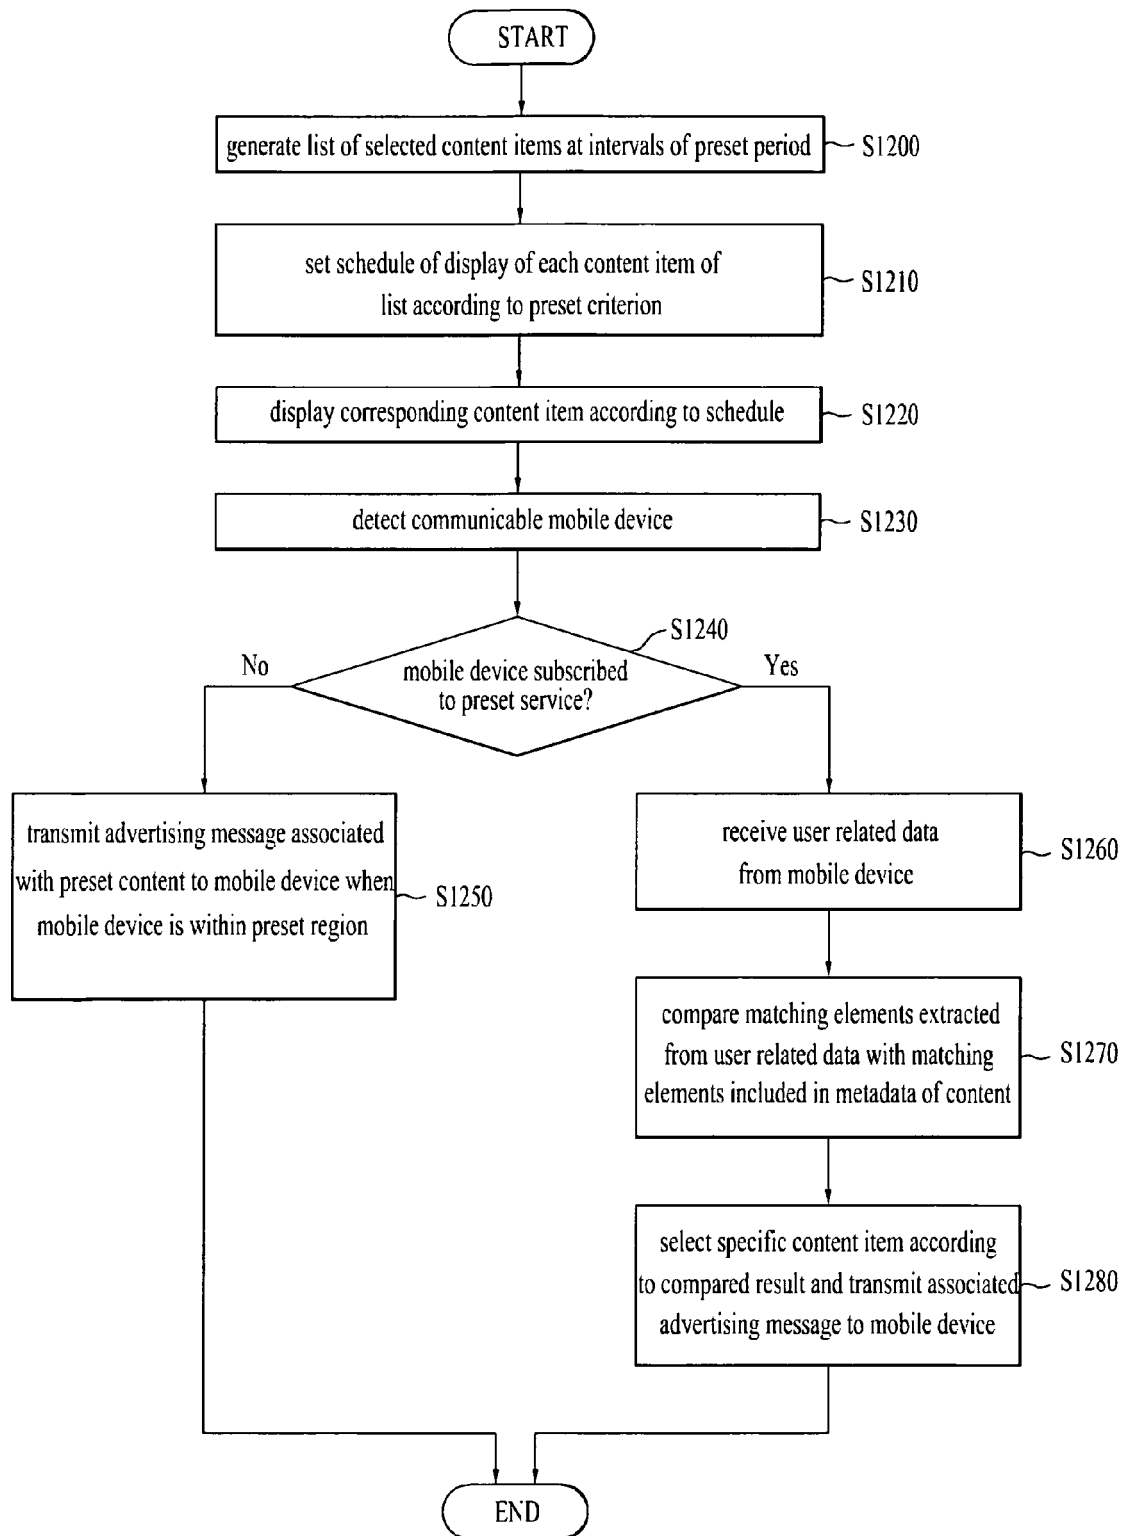 START
generate list of selected content items at intervals of preset period
S1200
set schedule of display of each content item of
list according to preset criterion
S1210
display corresponding content item according to schedule
S1220
detect communicable mobile device
S1230
S1240
No
mobile device subscribed
to preset service?
Yes
transmit advertising message associated
with preset content to mobile device when
mobile device is within preset region
S1250
receive user related data
from mobile device
S1260
compare matching elements extracted
from user related data with matching
elements included in metadata of content
S1270
select specific content item according
to compared result and transmit associated
advertising message to mobile device
S1280
END